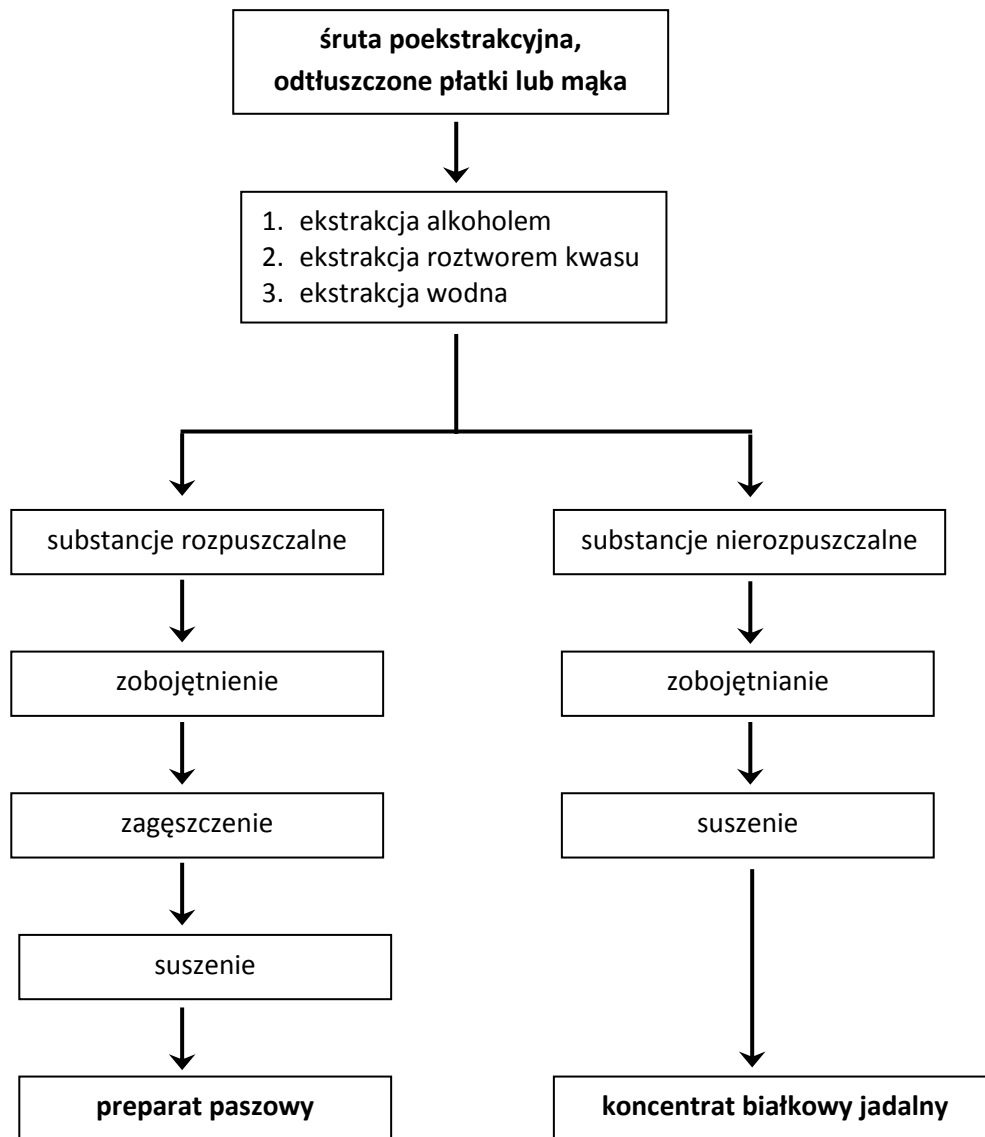 śruta poekstrakcyjna,
odtłuszczone płatki lub mąka
1. ekstrakcja alkoholem
2. ekstrakcja roztworem kwasu
3. ekstrakcja wodna
substancje rozpuszczalne
zobojętnienie
zagęszczenie
suszenie
preparat paszowy
substancje nierozpuszczalne
zobojętnianie
suszenie
koncentrat białkowy jadalny